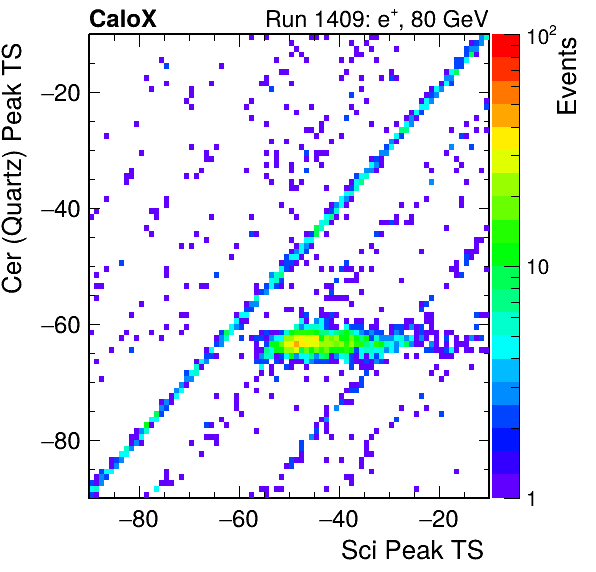 CaloX Run 1409: e⁺, 80 GeV
Cer (Quartz) Peak TS
−20
−40
−60
−80
−80 −60 −40 −20
Sci Peak TS
10²
10
1
Events